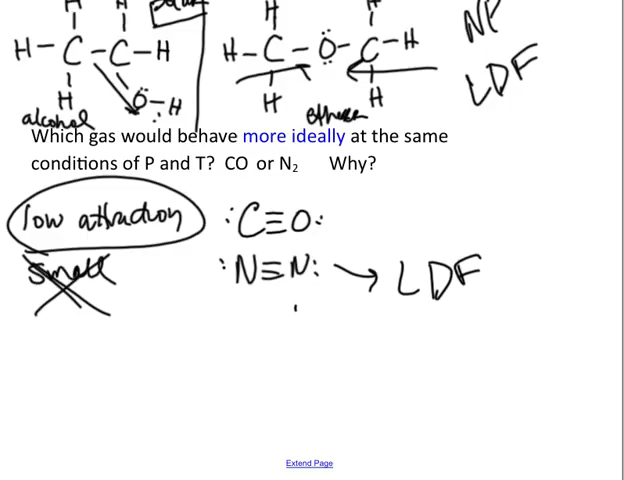 H H H H
H-C-C-H H-C-Ö-C-H NP
H Ö-H H H LDF
alcohol ether
Which gas would behave more ideally at the same
conditions of P and T? CO or N₂ Why?
low attraction :C≡O:
small :N≡N: → LDF
Extend Page